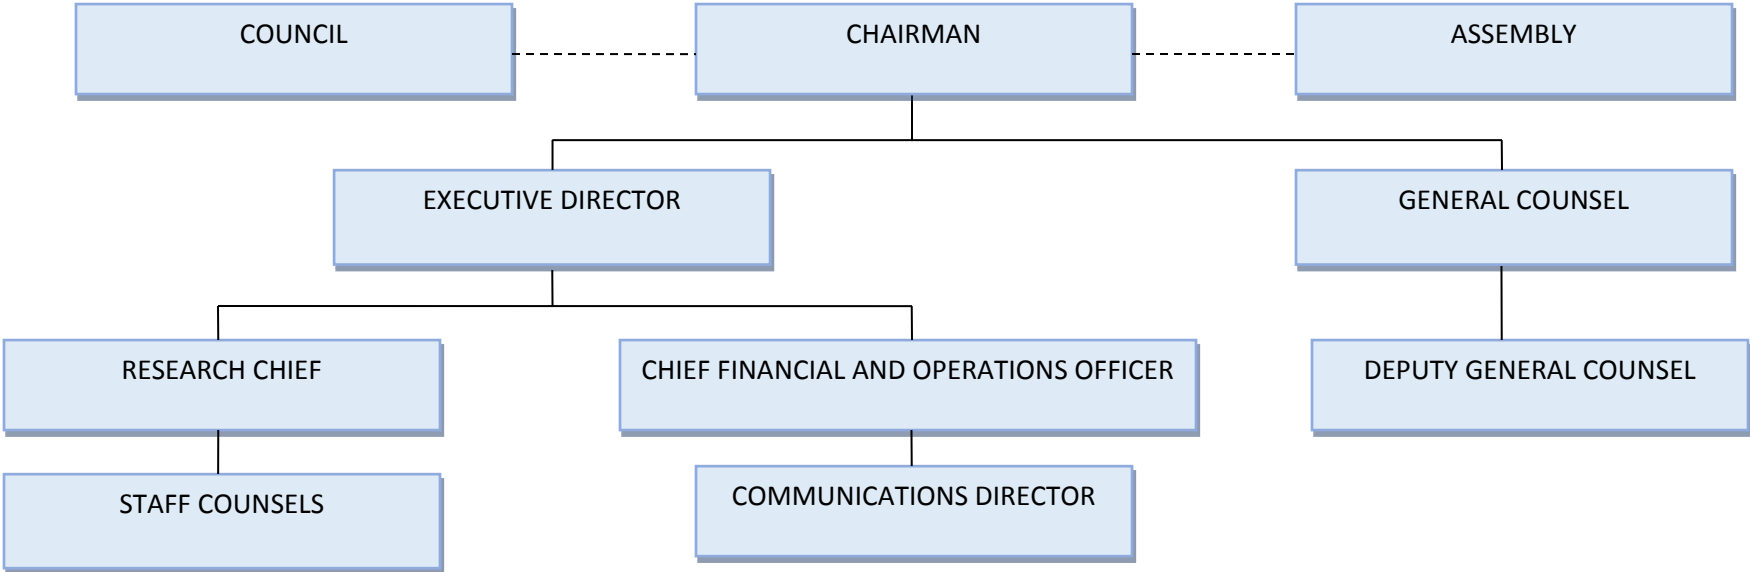 COUNCIL
CHAIRMAN
ASSEMBLY
EXECUTIVE DIRECTOR
GENERAL COUNSEL
RESEARCH CHIEF
CHIEF FINANCIAL AND OPERATIONS OFFICER
DEPUTY GENERAL COUNSEL
STAFF COUNSELS
COMMUNICATIONS DIRECTOR